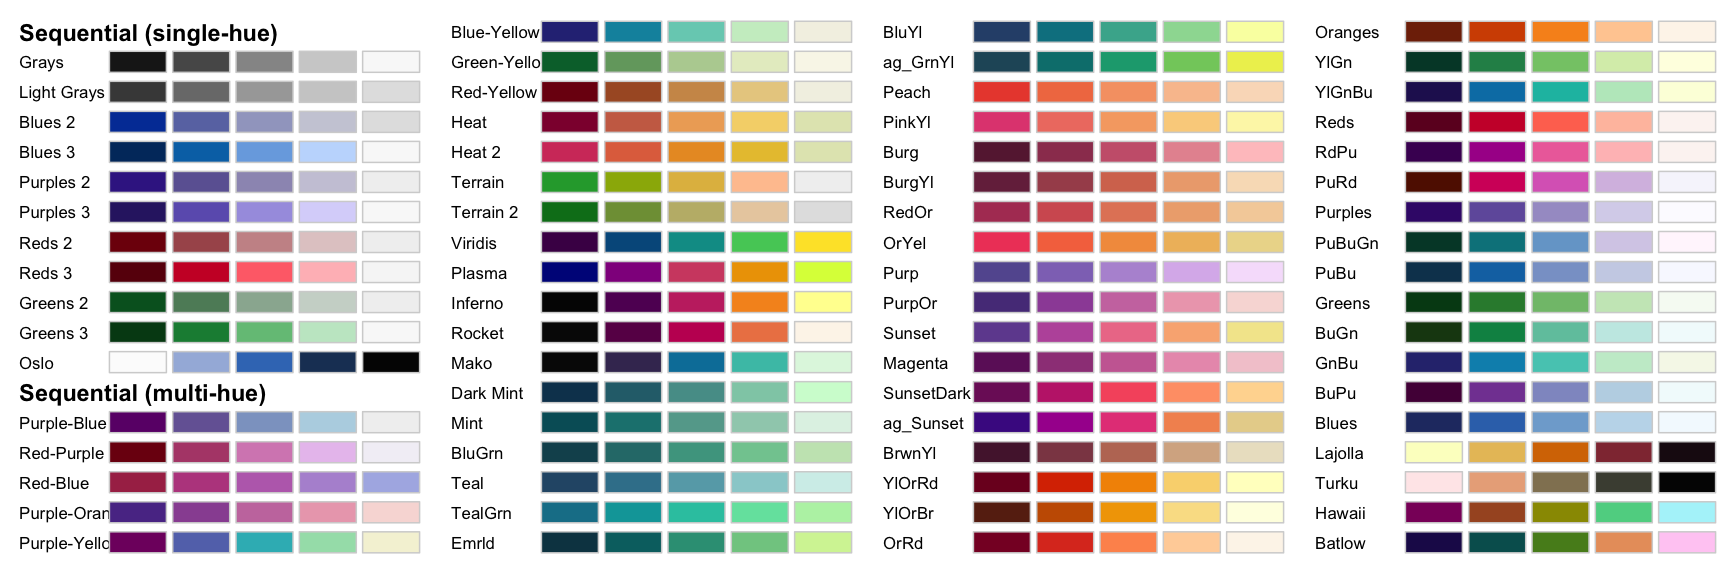 Sequential (single-hue)
Grays
Light Grays
Blues 2
Blues 3
Purples 2
Purples 3
Reds 2
Reds 3
Greens 2
Greens 3
Oslo
Sequential (multi-hue)
Purple-Blue
Red-Purple
Red-Blue
Purple-Oran
Purple-Yello
Blue-Yellow
Green-Yello
Red-Yellow
Heat
Heat 2
Terrain
Terrain 2
Viridis
Plasma
Inferno
Rocket
Mako
Dark Mint
Mint
BluGrn
Teal
TealGrn
Emrld
BluYl
ag_GrnYl
Peach
PinkYl
Burg
BurgYl
RedOr
OrYel
Purp
PurpOr
Sunset
Magenta
SunsetDark
ag_Sunset
BrwnYl
YlOrRd
YlOrBr
OrRd
Oranges
YlGn
YlGnBu
Reds
RdPu
PuRd
Purples
PuBuGn
PuBu
Greens
BuGn
GnBu
BuPu
Blues
Lajolla
Turku
Hawaii
Batlow